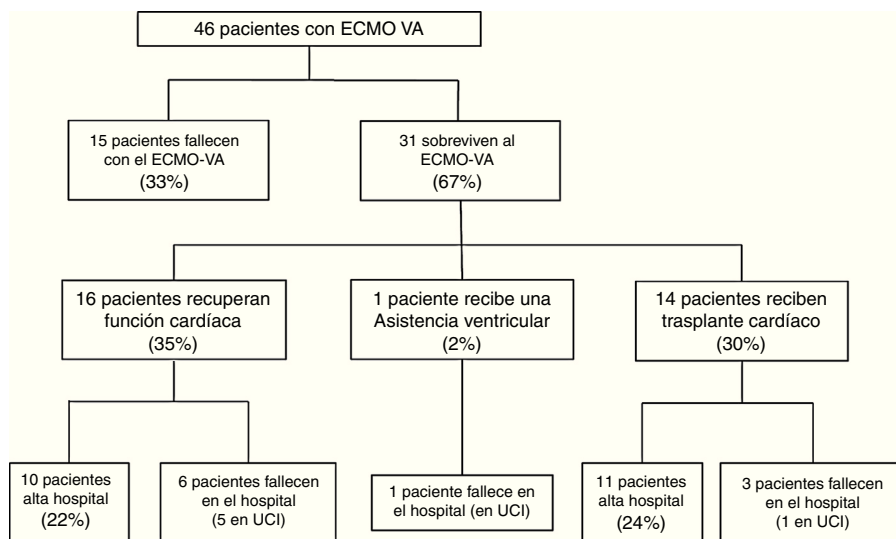 46 pacientes con ECMO VA
15 pacientes fallecen
con el ECMO-VA
(33%)
31 sobreviven al
ECMO-VA
(67%)
16 pacientes recuperan
función cardíaca
(35%)
1 paciente recibe una
Asistencia ventricular
(2%)
14 pacientes reciben
trasplante cardíaco
(30%)
10 pacientes
alta hospital
(22%)
6 pacientes fallecen
en el hospital
(5 en UCI)
1 paciente fallece en
el hospital (en UCI)
11 pacientes
alta hospital
(24%)
3 pacientes fallecen
en el hospital
(1 en UCI)